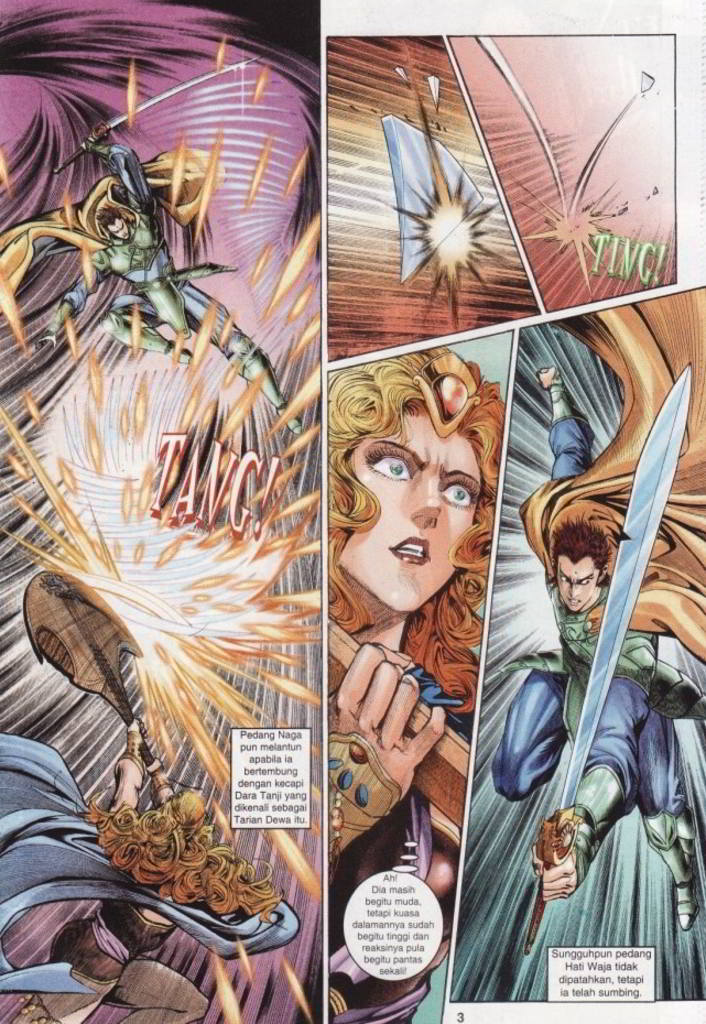 TANG!
Pedang Naga
pun melantun
apabila ia
bertembung
dengan kecapi
Dara Tanji yang
dikenali sebagai
Tarian Dewa itu.
TING!
Ah!
Dia masih
begitu muda,
tetapi kuasa
dalamannya sudah
begitu tinggi dan
reaksinya pula
begitu pantas
sekali!
Sungguhpun pedang
Hati Waja tidak
dipatahkan, tetapi
ia telah sumbing.
3